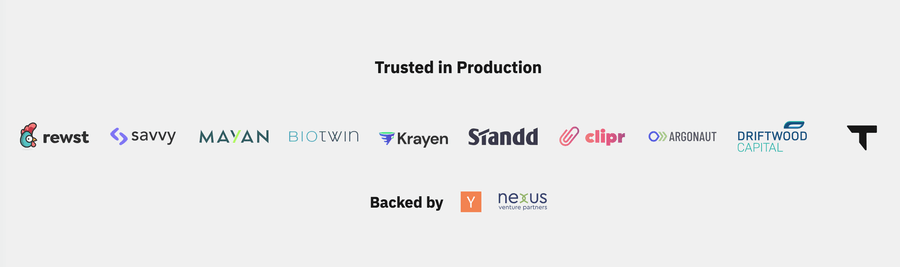 Trusted in Production
rewst savvy MAYAN BIOTWIN Krayen Standd clipr ARGONAUT DRIFTWOOD
CAPITAL
Backed by Y nexus
venture partners